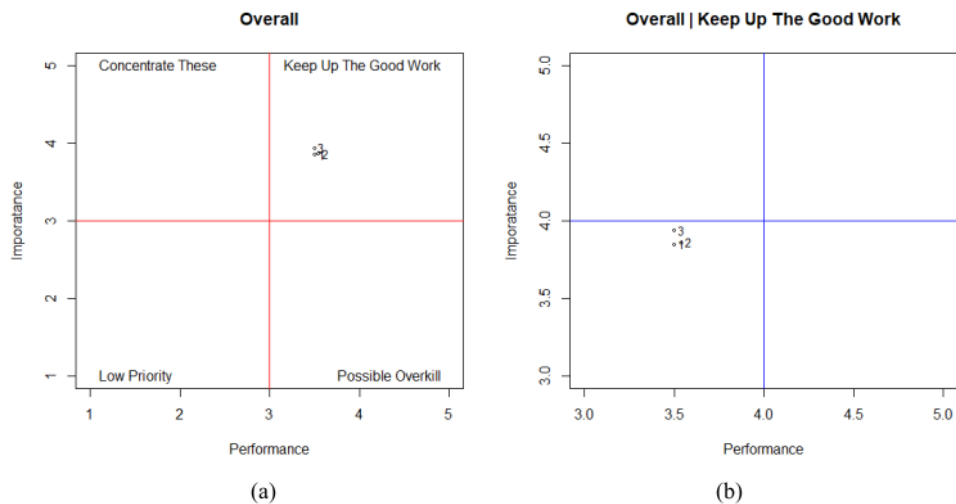 Overall
Concentrate These
Keep Up The Good Work
Low Priority
Possible Overkill
3
12
5
4
3
2
1
Imporatance
1 2 3 4 5
Performance
(a)
Overall | Keep Up The Good Work
5.0
4.5
4.0
3.5
3.0
Imporatance
3
1 2
3.0 3.5 4.0 4.5 5.0
Performance
(b)